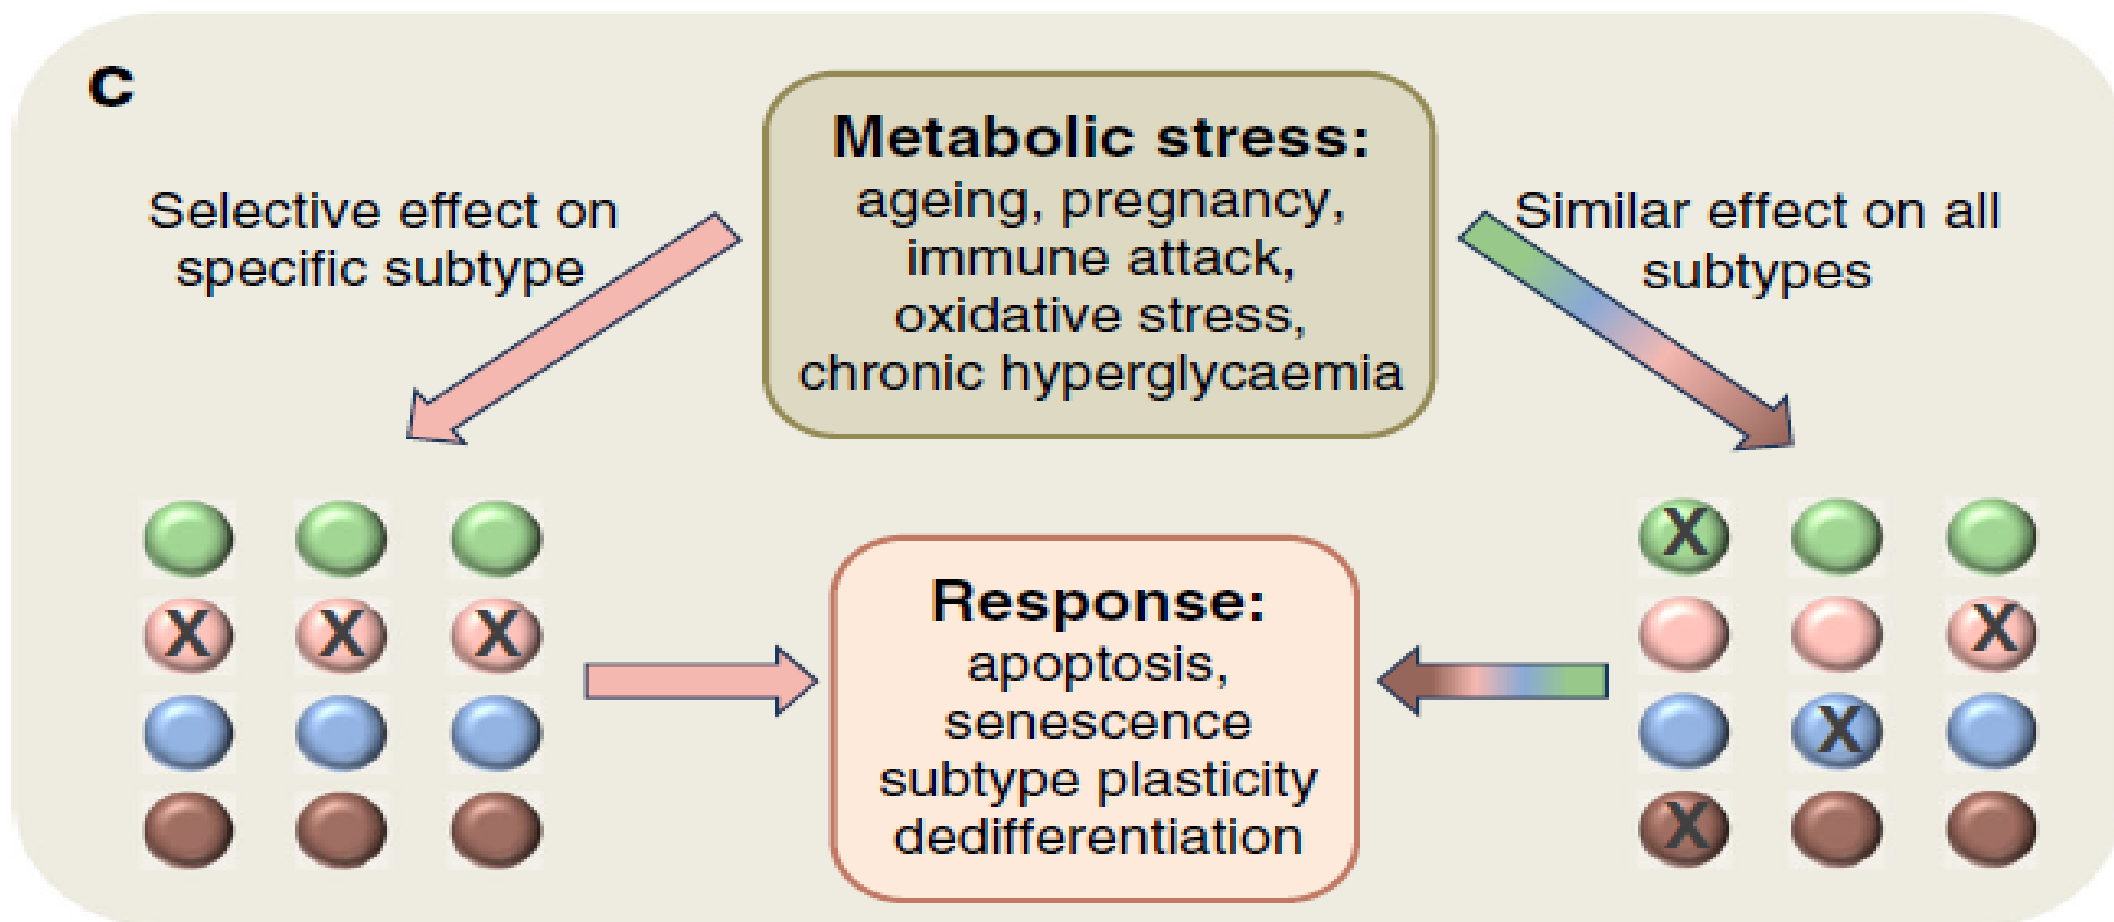 c
Metabolic stress:
ageing, pregnancy,
immune attack,
oxidative stress,
chronic hyperglycaemia
Selective effect on
specific subtype
Similar effect on all
subtypes
X
X X X
X
X
X
Response:
apoptosis,
senescence
subtype plasticity
dedifferentiation